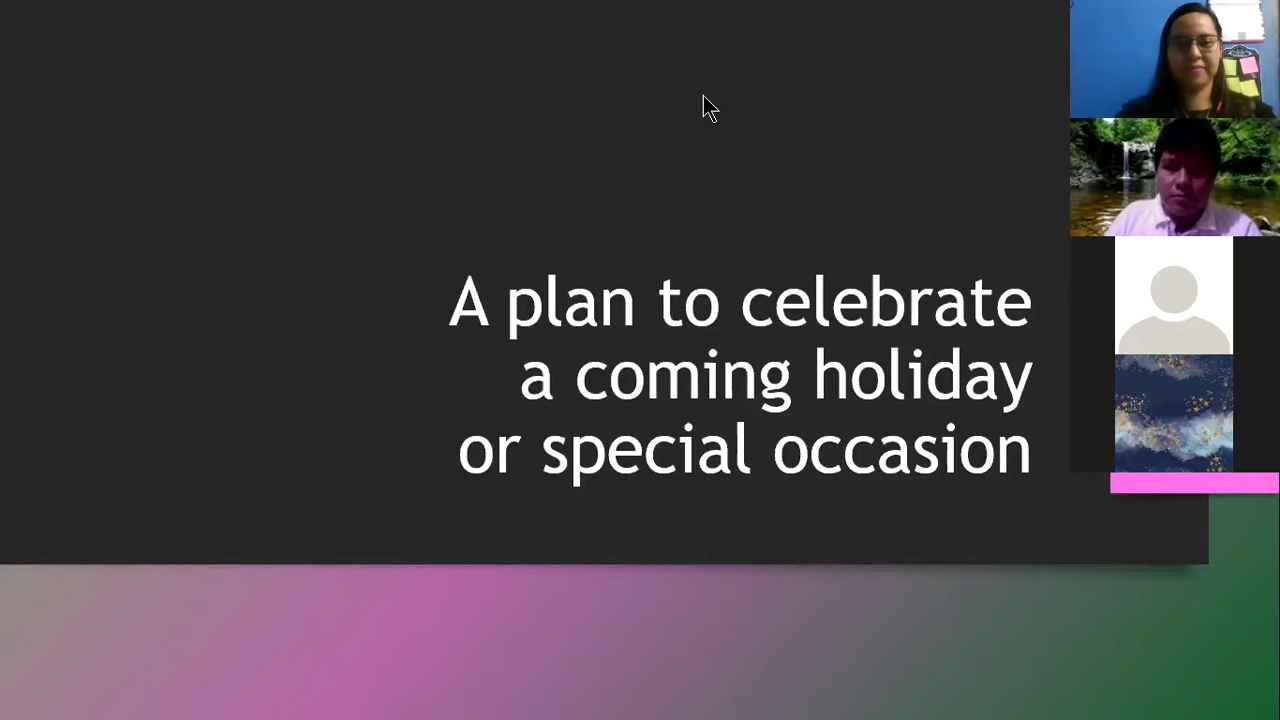 A plan to celebrate
a coming holiday
or special occasion